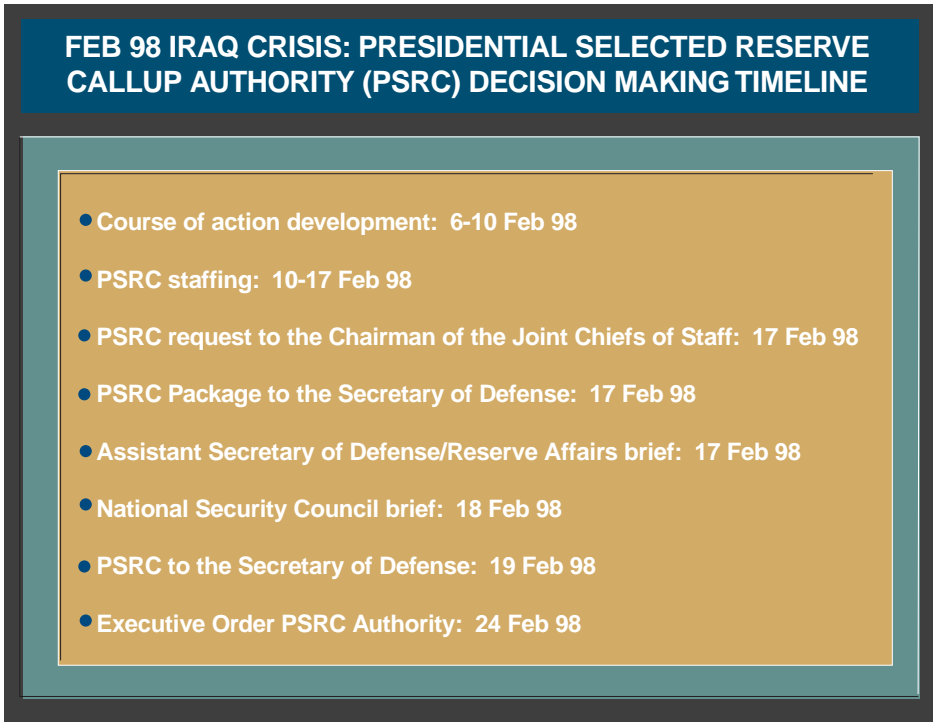 FEB 98 IRAQ CRISIS: PRESIDENTIAL SELECTED RESERVE
CALLUP AUTHORITY (PSRC) DECISION MAKING TIMELINE
● Course of action development: 6-10 Feb 98
● PSRC staffing: 10-17 Feb 98
● PSRC request to the Chairman of the Joint Chiefs of Staff: 17 Feb 98
● PSRC Package to the Secretary of Defense: 17 Feb 98
● Assistant Secretary of Defense/Reserve Affairs brief: 17 Feb 98
● National Security Council brief: 18 Feb 98
● PSRC to the Secretary of Defense: 19 Feb 98
● Executive Order PSRC Authority: 24 Feb 98